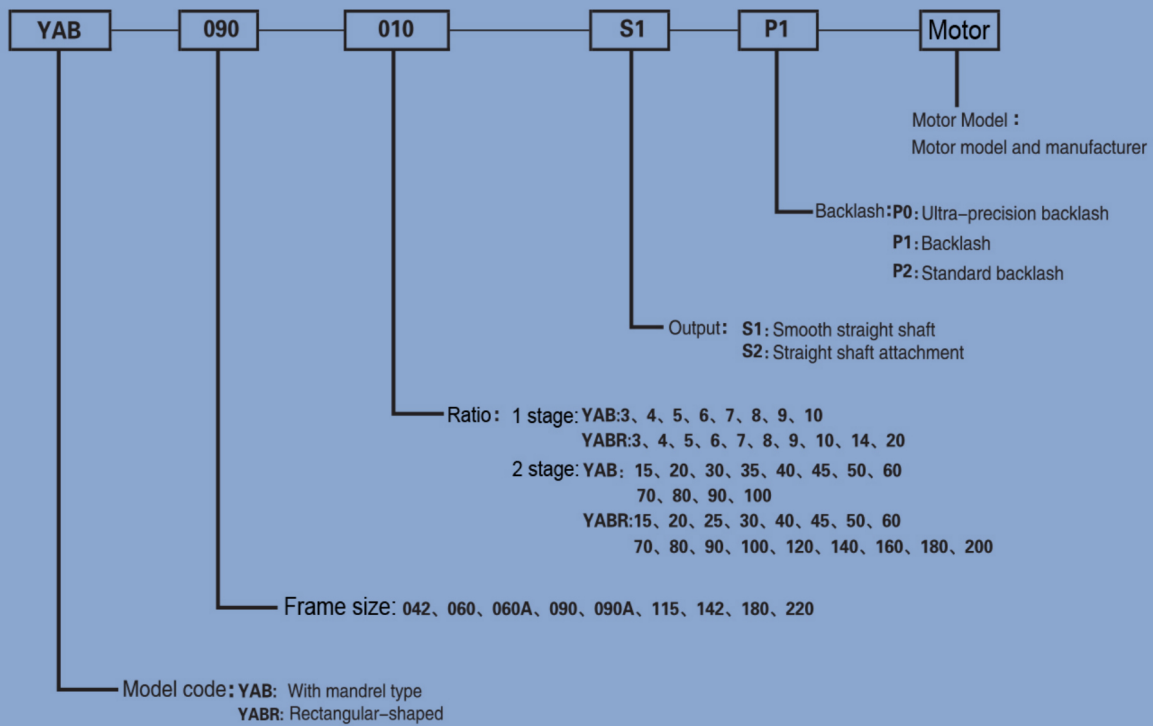 YAB 090 010 S1 P1 Motor
Motor Model：
Motor model and manufacturer
Backlash：P0：Ultra–precision backlash
P1：Backlash
P2：Standard backlash
Output： S1：Smooth straight shaft
S2：Straight shaft attachment
Ratio： 1 stage: YAB:3、4、5、6、7、8、9、10
YABR:3、4、5、6、7、8、9、10、14、20
2 stage: YAB： 15、20、30、35、40、45、50、60
70、80、90、100
YABR:15、20、25、30、40、45、50、60
70、80、90、100、120、140、160、180、200
Frame size: 042、060、060A、090、090A、115、142、180、220
Model code：YAB: With mandrel type
YABR: Rectangular–shaped